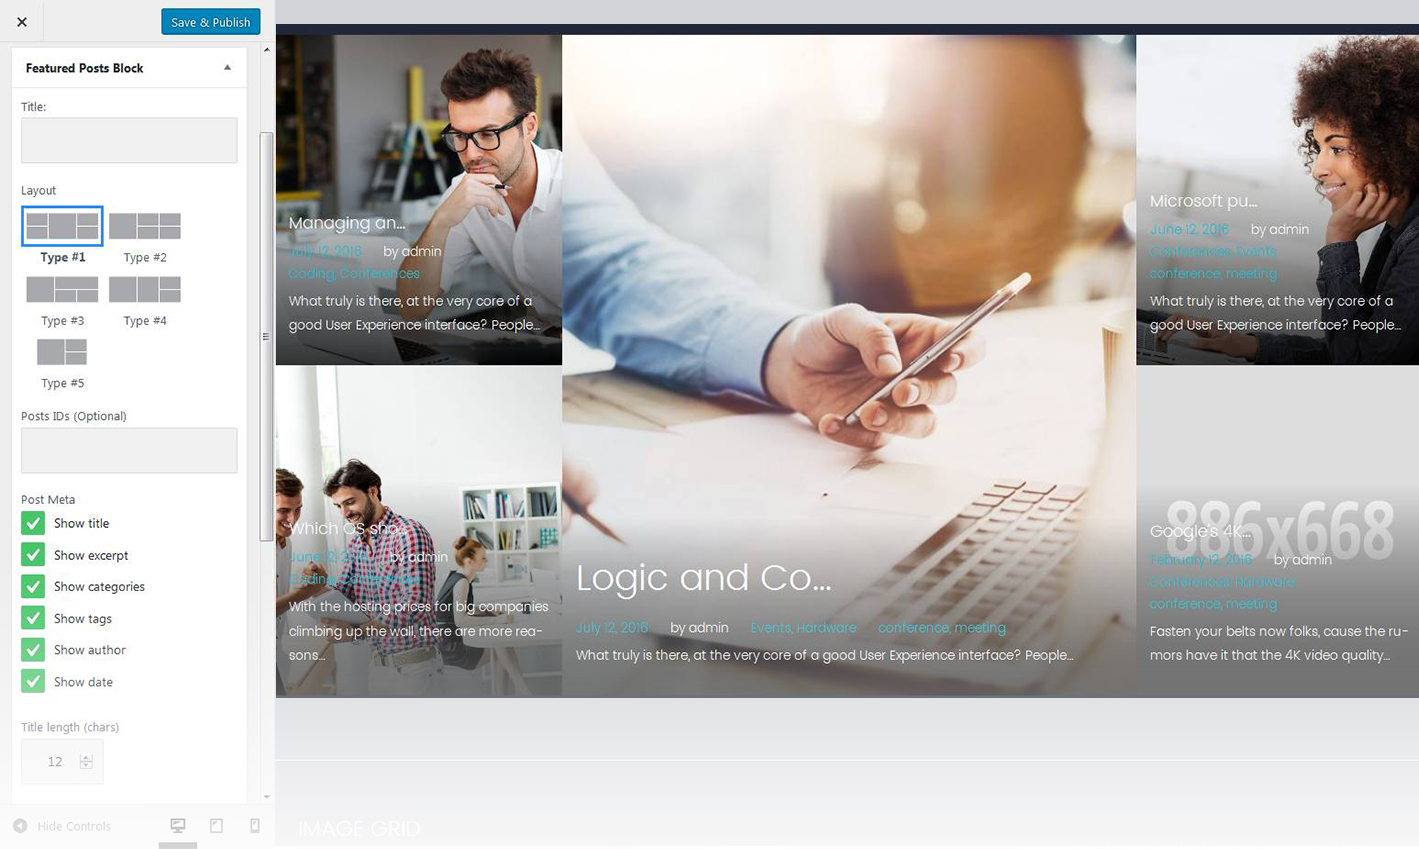 Save & Publish
Featured Posts Block
Title:
Layout
Type #1
Type #2
Type #3
Type #4
Type #5
Posts IDs (Optional)
Post Meta
Show title
Show excerpt
Show categories
Show tags
Show author
Show date
Title length (chars)
12
Hide Controls
Managing an...
July 12, 2016 by admin
Coding, Conferences
What truly is there, at the very core of a
good User Experience interface? People...
Which OS sho...
June 12, 2016 by admin
Coding, Conferences
With the hosting prices for big companies
climbing up the wall, there are more rea-
sons...
Logic and Co...
July 12, 2016 by admin Events, Hardware conference, meeting
What truly is there, at the very core of a good User Experience interface? People...
Microsoft pu...
June 12, 2016 by admin
Conferences, Events
conference, meeting
What truly is there, at the very core of a
good User Experience interface? People...
886x668
Google's 4K...
February 12, 2016 by admin
Conferences, Hardware
conference, meeting
Fasten your belts now folks, cause the ru-
mors have it that the 4K video quality...
IMAGE GRID